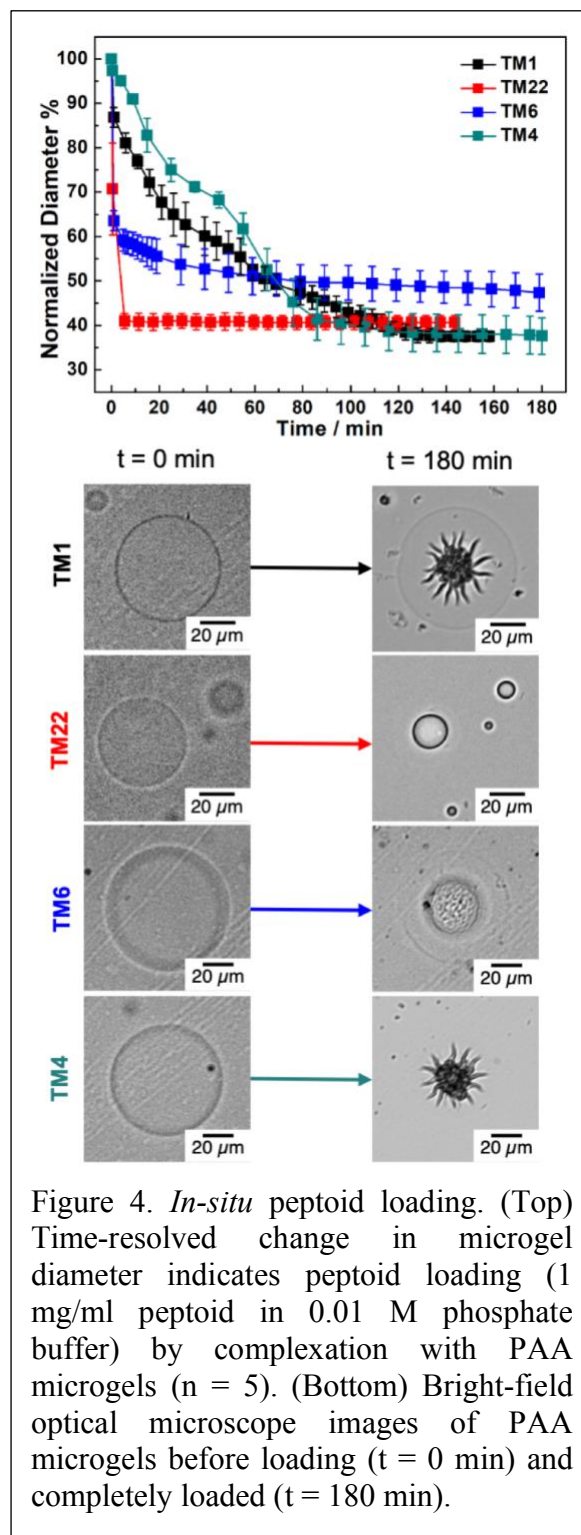 100
90
80
70
60
50
40
30
Normalized Diameter %
TM1
TM22
TM6
TM4
0 20 40 60 80 100 120 140 160 180
Time / min
t = 0 min t = 180 min
TM1
20 µm
20 µm
TM22
20 µm
20 µm
TM6
20 µm
20 µm
TM4
20 µm
20 µm
Figure 4. In-situ peptoid loading. (Top)
Time-resolved change in microgel
diameter indicates peptoid loading (1
mg/ml peptoid in 0.01 M phosphate
buffer) by complexation with PAA
microgels (n = 5). (Bottom) Bright-field
optical microscope images of PAA
microgels before loading (t = 0 min) and
completely loaded (t = 180 min).